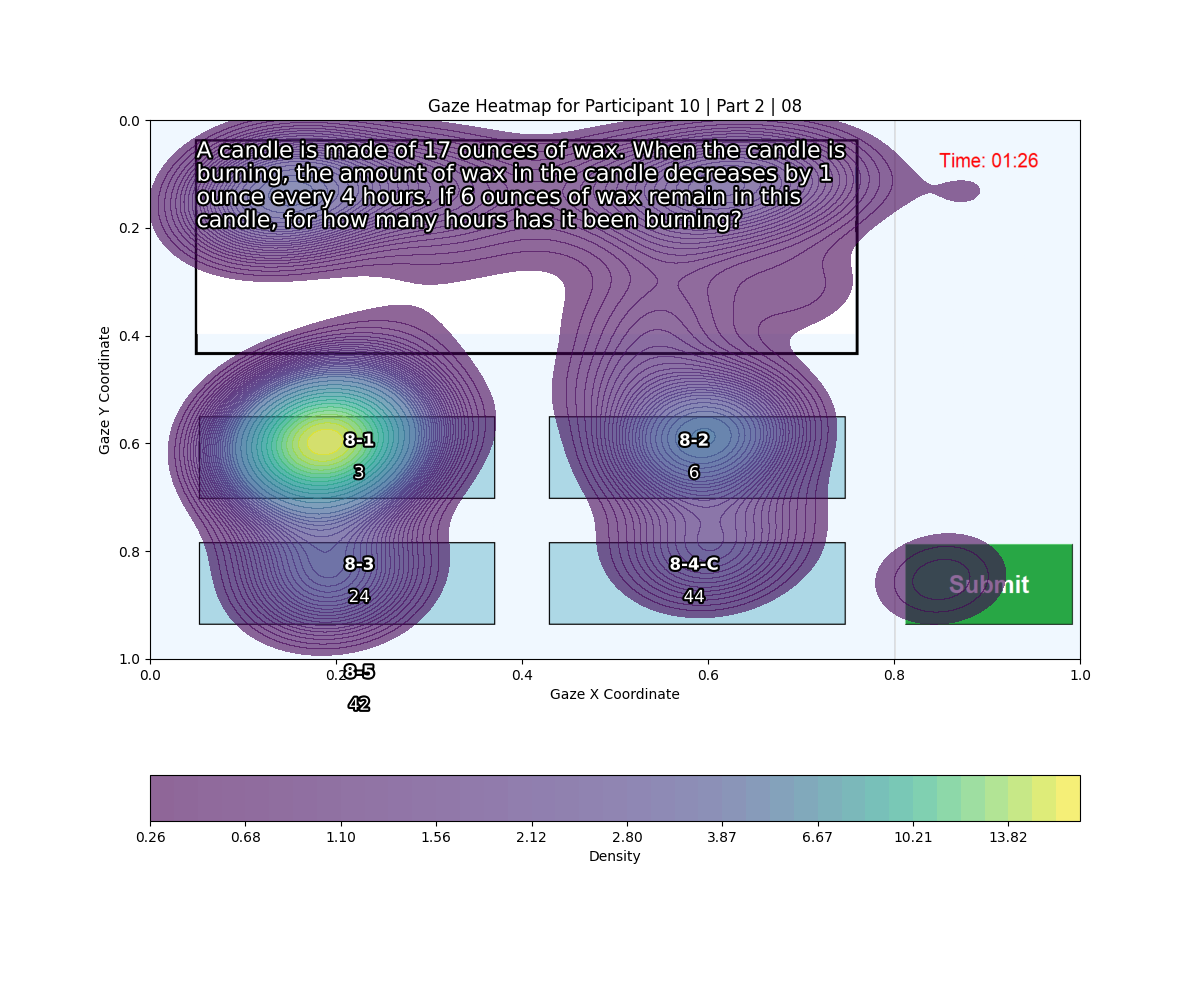 Gaze Heatmap for Participant 10 | Part 2 | 08
0.0
A candle is made of 17 ounces of wax. When the candle is
burning, the amount of wax in the candle decreases by 1
ounce every 4 hours. If 6 ounces of wax remain in this
candle, for how many hours has it been burning?
Time: 01:26
0.2
0.4
Gaze Y Coordinate
0.6
8-1
3
8-2
6
0.8
8-3
24
8-4-C
44
Submit
1.0
0.0 0.2 0.4 0.6 0.8 1.0
8-5
42
Gaze X Coordinate
0.26 0.68 1.10 1.56 2.12 2.80 3.87 6.67 10.21 13.82
Density